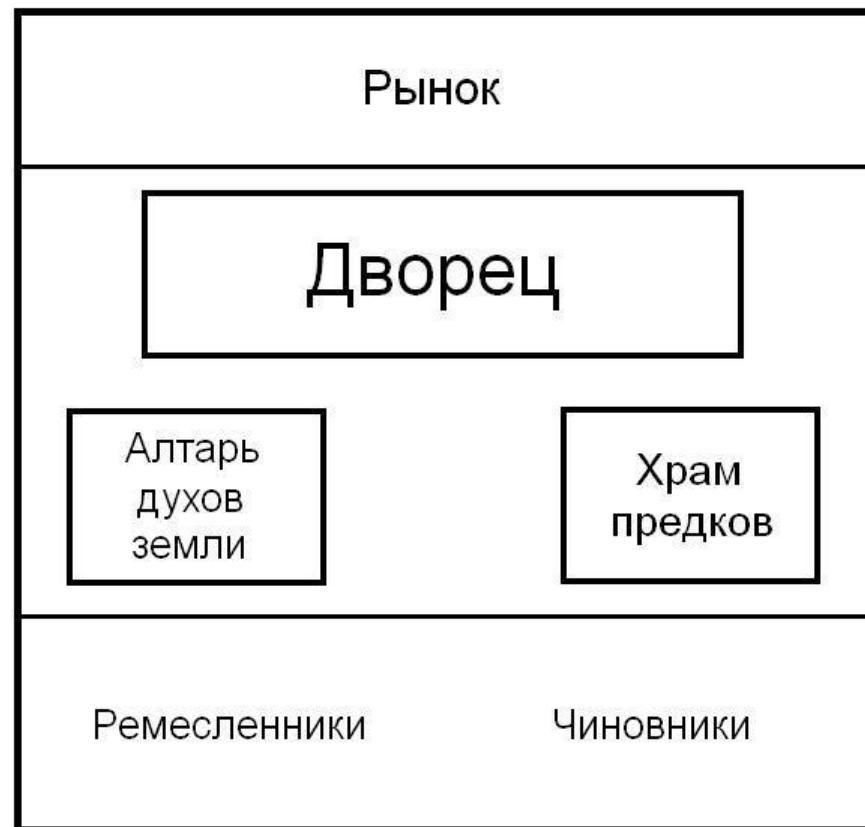 Рынок
Дворец
Алтарь
духов
земли
Храм
предков
Ремесленники
Чиновники